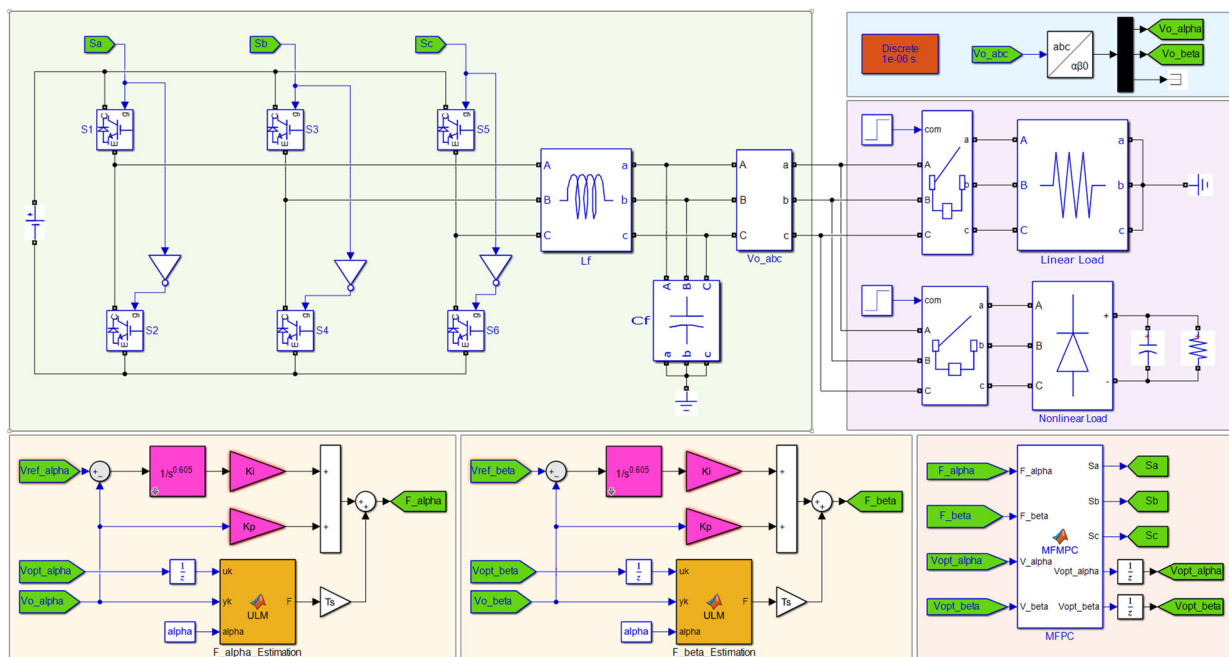 Sa
Sb
Sc
g
C
E
S1
g
C
E
S3
g
C
E
S5
+
g
C
E
S2
g
C
E
S4
g
C
E
S6
A
B
C
a
b
c
Lf
A
B
C
a
b
c
Vo_abc
A
B
C
Cf
a
b
c
Discrete
1e-06 s.
Vo_abc
abc
αβ0
Vo_alpha
Vo_beta
com
A
B
C
a
b
c
A
B
C
a
b
c
Linear Load
com
A
B
C
a
b
c
A
B
C
+
-
Nonlinear Load
Vref_alpha
1/s^0.605
Ki
Kp
F_alpha
Vopt_alpha
1
z
Vo_alpha
alpha
uk
yk
alpha
ULM
F
Ts
F_alpha_Estimation
Vref_beta
1/s^0.605
Ki
Kp
F_beta
Vopt_beta
1
z
Vo_beta
alpha
uk
yk
alpha
ULM
F
Ts
F_beta_Estimation
F_alpha
F_beta
Vopt_alpha
Vopt_beta
F_alpha
F_beta
V_alpha
V_beta
MFMPC
Sa
Sb
Sc
Vopt_alpha
Vopt_beta
MFPC
Sa
Sb
Sc
1
z
Vopt_alpha
1
z
Vopt_beta